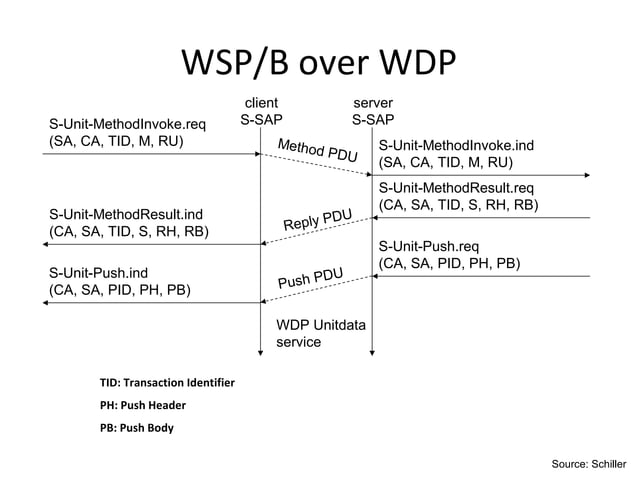 WSP/B over WDP
client
S-SAP
server
S-SAP
S-Unit-MethodInvoke.req
(SA, CA, TID, M, RU)
Method PDU
S-Unit-MethodInvoke.ind
(SA, CA, TID, M, RU)
S-Unit-MethodResult.req
(CA, SA, TID, S, RH, RB)
S-Unit-MethodResult.ind
(CA, SA, TID, S, RH, RB)
Reply PDU
S-Unit-Push.req
(CA, SA, PID, PH, PB)
S-Unit-Push.ind
(CA, SA, PID, PH, PB)
Push PDU
WDP Unitdata
service
TID: Transaction Identifier
PH: Push Header
PB: Push Body
Source: Schiller